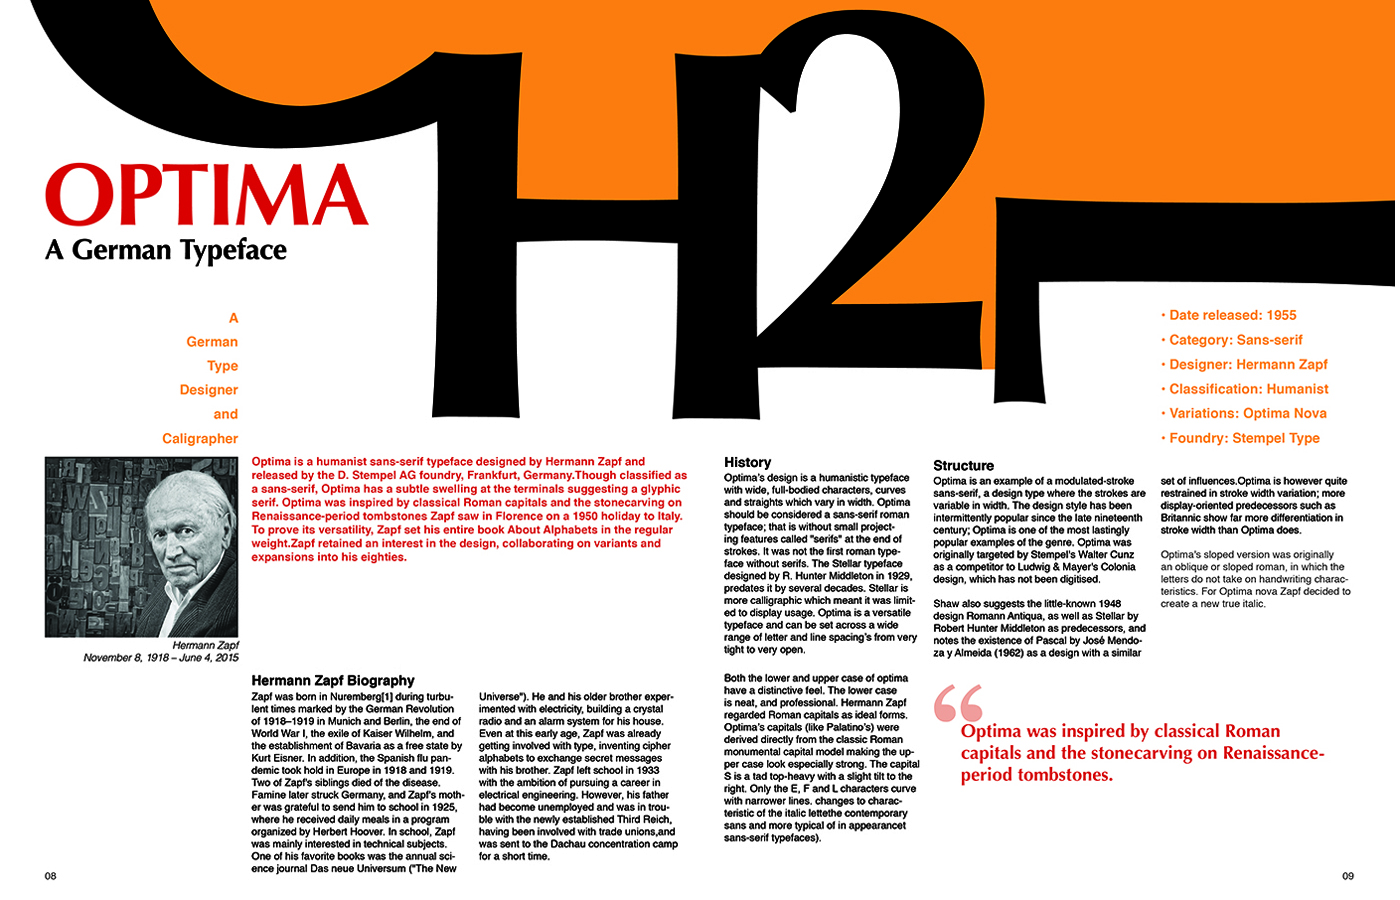 H2
OPTIMA
A German Typeface
A
German
Type
Designer
and
Caligrapher
Hermann Zapf
November 8, 1918 – June 4, 2015
Optima is a humanist sans-serif typeface designed by Hermann Zapf and
released by the D. Stempel AG foundry, Frankfurt, Germany.Though classified as
a sans-serif, Optima has a subtle swelling at the terminals suggesting a glyphic
serif. Optima was inspired by classical Roman capitals and the stonecarving on
Renaissance-period tombstones Zapf saw in Florence on a 1950 holiday to Italy.
To prove its versatility, Zapf set his entire book About Alphabets in the regular
weight.Zapf retained an interest in the design, collaborating on variants and
expansions into his eighties.
Hermann Zapf Biography
Zapf was born in Nuremberg[1] during turbu-
lent times marked by the German Revolution
of 1918–1919 in Munich and Berlin, the end of
World War I, the exile of Kaiser Wilhelm, and
the establishment of Bavaria as a free state by
Kurt Eisner. In addition, the Spanish flu pan-
demic took hold in Europe in 1918 and 1919.
Two of Zapf's siblings died of the disease.
Famine later struck Germany, and Zapf's moth-
er was grateful to send him to school in 1925,
where he received daily meals in a program
organized by Herbert Hoover. In school, Zapf
was mainly interested in technical subjects.
One of his favorite books was the annual sci-
ence journal Das neue Universum ("The New
Universe"). He and his older brother exper-
imented with electricity, building a crystal
radio and an alarm system for his house.
Even at this early age, Zapf was already
getting involved with type, inventing cipher
alphabets to exchange secret messages
with his brother. Zapf left school in 1933
with the ambition of pursuing a career in
electrical engineering. However, his father
had become unemployed and was in trou-
ble with the newly established Third Reich,
having been involved with trade unions,and
was sent to the Dachau concentration camp
for a short time.
08
History
Optima's design is a humanistic typeface
with wide, full-bodied characters, curves
and straights which vary in width. Optima
should be considered a sans-serif roman
typeface; that is without small project-
ing features called "serifs" at the end of
strokes. It was not the first roman type-
face without serifs. The Stellar typeface
designed by R. Hunter Middleton in 1929,
predates it by several decades. Stellar is
more calligraphic which meant it was limit-
ed to display usage. Optima is a versatile
typeface and can be set across a wide
range of letter and line spacing's from very
tight to very open.
Both the lower and upper case of optima
have a distinctive feel. The lower case
is neat, and professional. Hermann Zapf
regarded Roman capitals as ideal forms.
Optima's capitals (like Palatino's) were
derived directly from the classic Roman
monumental capital model making the up-
per case look especially strong. The capital
S is a tad top-heavy with a slight tilt to the
right. Only the E, F and L characters curve
with narrower lines. changes to charac-
teristic of the italic lettethe contemporary
sans and more typical of in appearancet
sans-serif typefaces).
Structure
Optima is an example of a modulated-stroke
sans-serif, a design type where the strokes are
variable in width. The design style has been
intermittently popular since the late nineteenth
century; Optima is one of the most lastingly
popular examples of the genre. Optima was
originally targeted by Stempel's Walter Cunz
as a competitor to Ludwig & Mayer's Colonia
design, which has not been digitised.
Shaw also suggests the little-known 1948
design Romann Antiqua, as well as Stellar by
Robert Hunter Middleton as predecessors, and
notes the existence of Pascal by José Mendo-
za y Almeida (1962) as a design with a similar
• Date released: 1955
• Category: Sans-serif
• Designer: Hermann Zapf
• Classification: Humanist
• Variations: Optima Nova
• Foundry: Stempel Type
set of influences.Optima is however quite
restrained in stroke width variation; more
display-oriented predecessors such as
Britannic show far more differentiation in
stroke width than Optima does.
Optima's sloped version was originally
an oblique or sloped roman, in which the
letters do not take on handwriting charac-
teristics. For Optima nova Zapf decided to
create a new true italic.
“
Optima was inspired by classical Roman
capitals and the stonecarving on Renaissance-
period tombstones.
09